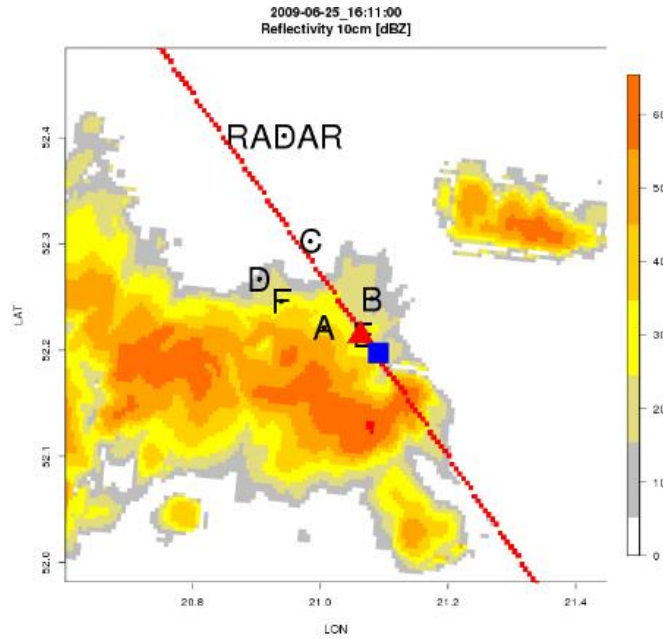 2009-06-25_16:11:00
Reflectivity 10cm [dBZ]
RADAR
C
D
F
B
A
E
52.4
52.3
52.2
52.1
52.0
LAT
20.8 21.0 21.2 21.4
LON
60
50
40
30
20
10
0